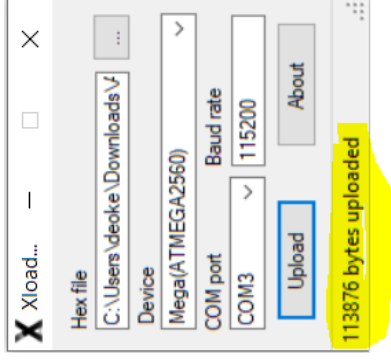 Xload...
Hex file
C:\Users\deoke\Downloads\
...
Device
Mega(ATMEGA2560)
COM port
Baud rate
COM3
115200
Upload
About
113876 bytes uploaded